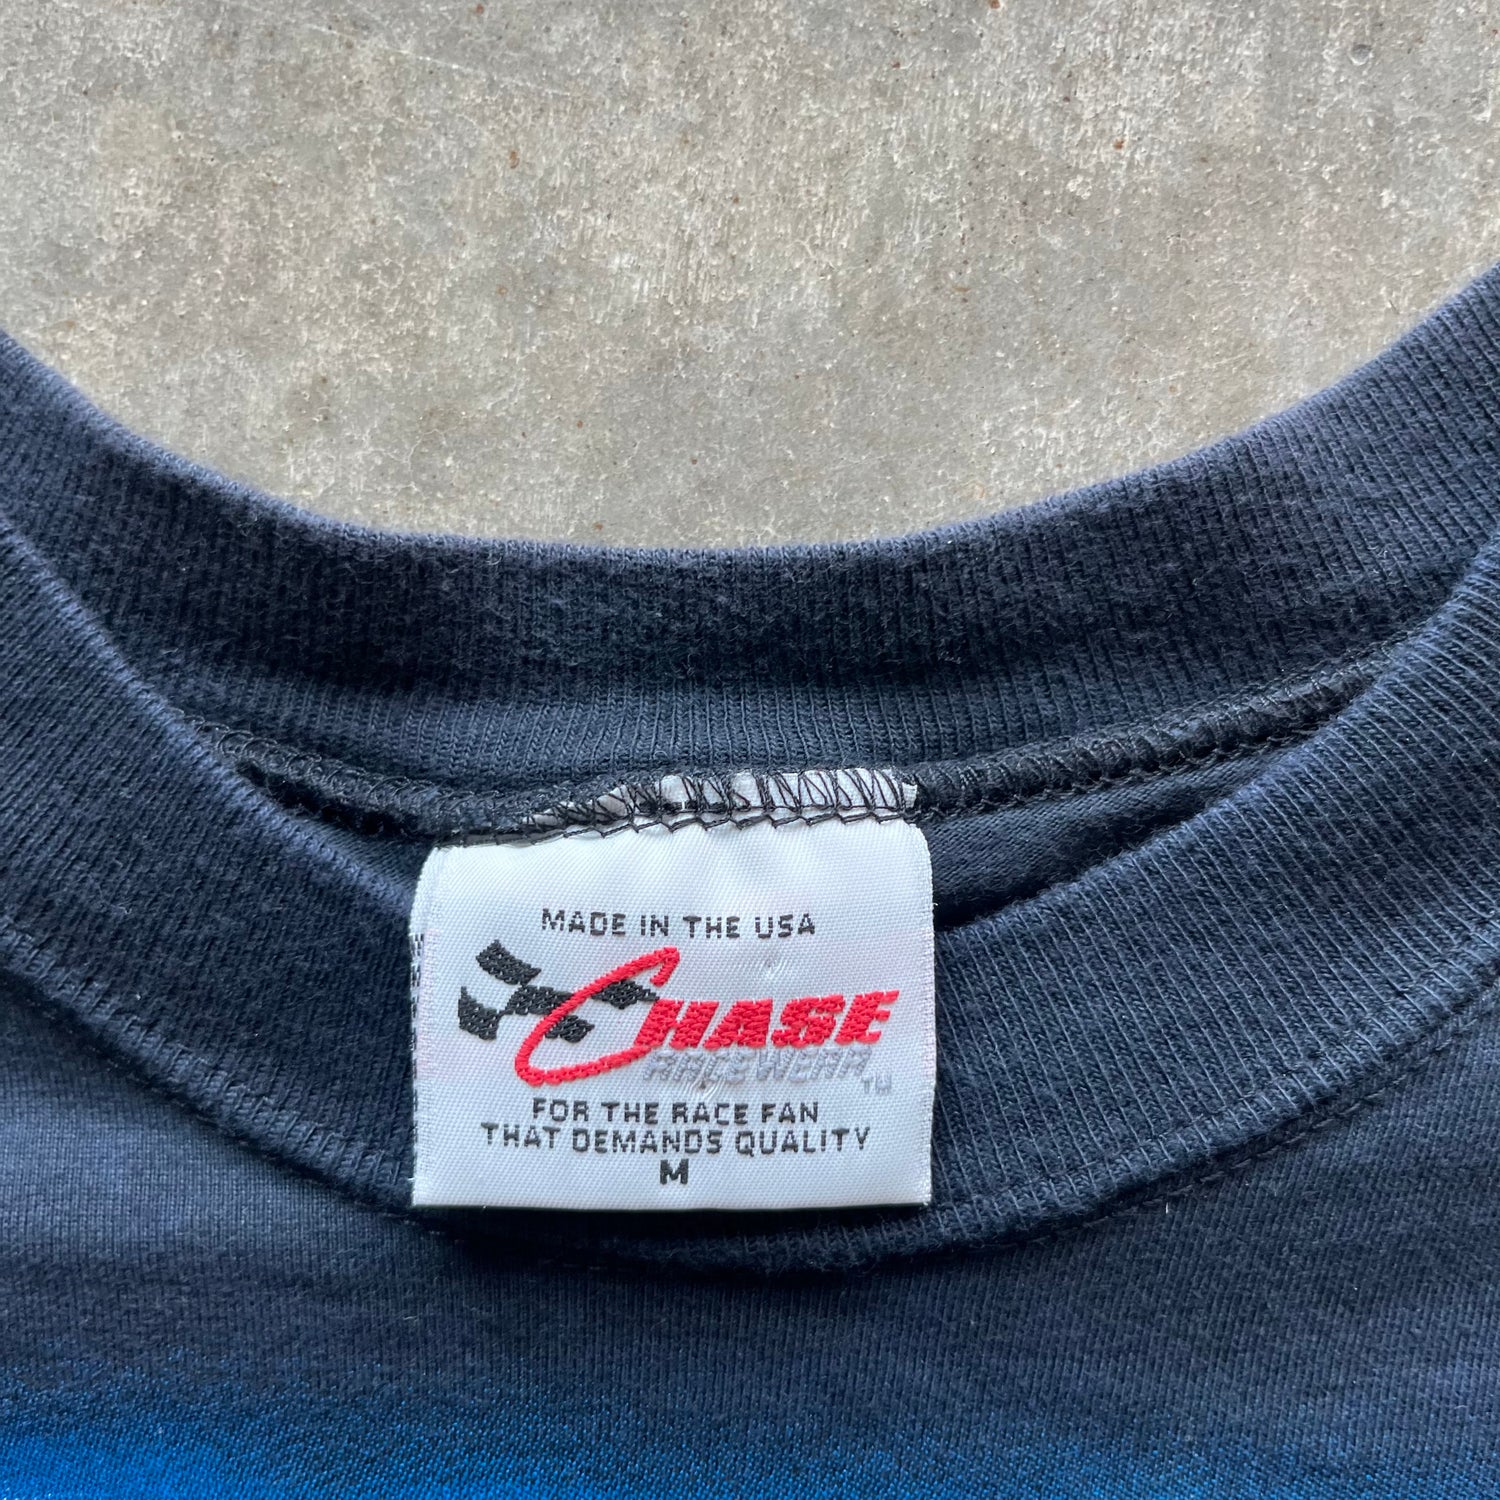 MADE IN THE USA
CHASE
RACEWEAR TM
FOR THE RACE FAN
THAT DEMANDS QUALITY
M